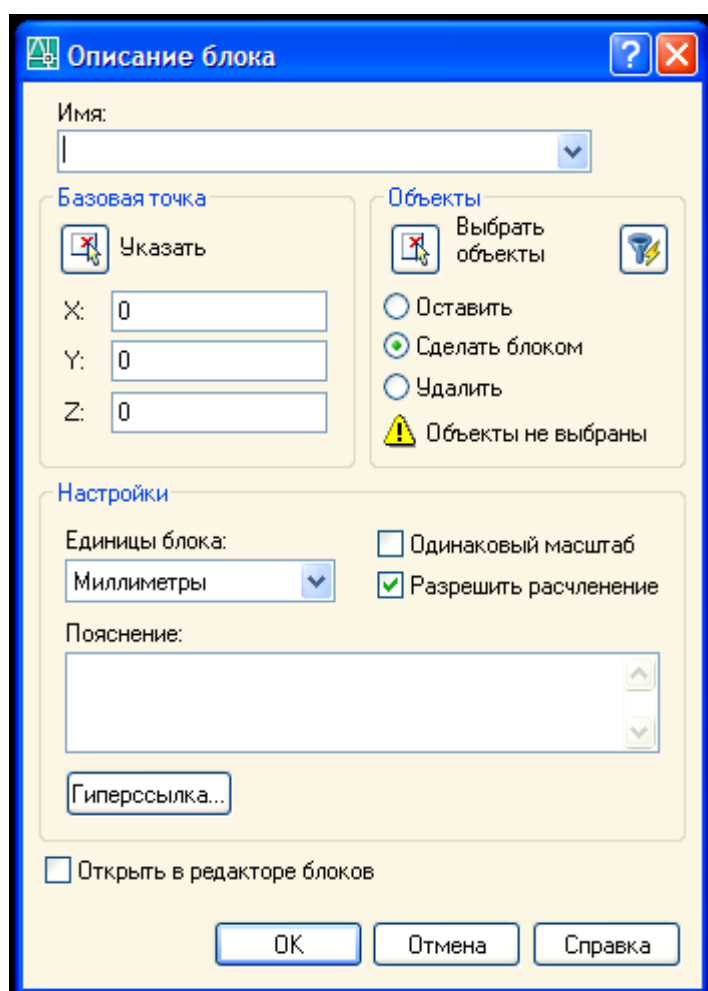 Описание блока
Имя:
Базовая точка
Указать
X: 0
Y: 0
Z: 0
Объекты
Выбрать
объекты
Оставить
Сделать блоком
Удалить
Объекты не выбраны
Настройки
Единицы блока:
Миллиметры
Одинаковый масштаб
Разрешить расчленение
Пояснение:
Гиперссылка...
Открыть в редакторе блоков
OK
Отмена
Справка